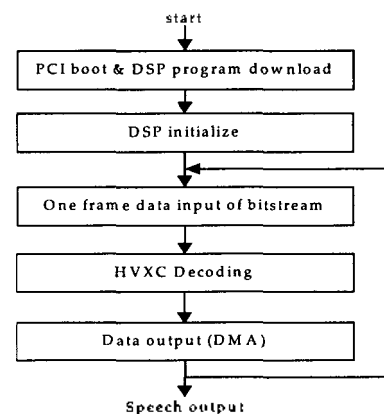 start
PCI boot & DSP program download
DSP initialize
One frame data input of bitstream
HVXC Decoding
Data output (DMA)
Speech output